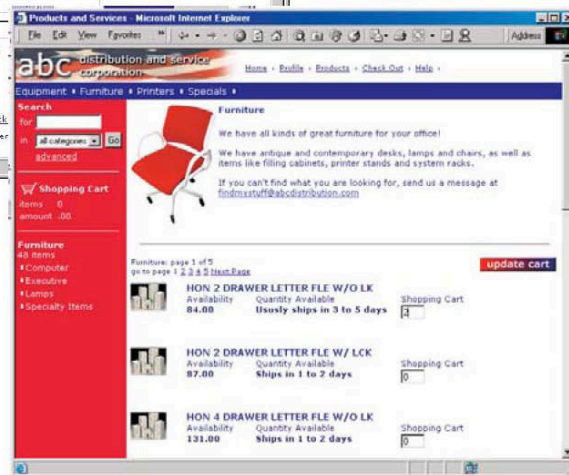 Products and Services - Microsoft Internet Explorer
File Edit View Favorites » Address
abc distribution and service corporation
Home · Profile · Products · Check Out · Help ·
Equipment Furniture Printers Specials
Search
for
in all categories Go
advanced
Shopping Cart
items 0
amount .00
Furniture
48 items
Computer
Executive
Lamps
Specialty Items
Furniture
We have all kinds of great furniture for your office!
We have antique and contemporary desks, lamps and chairs, as well as
items like filling cabinets, printer stands and system racks.
If you can't find what you are looking for, send us a message at
findmystuff@abcdistribution.com
Furniture: page 1 of 5
go to page 1 2 3 4 5 Next Page
update cart
HON 2 DRAWER LETTER FLE W/O LK
Availability Quantity Available Shopping Cart
84.00 Ususly ships in 3 to 5 days 2
HON 2 DRAWER LETTER FLE W/ LCK
Availability Quantity Available Shopping Cart
87.00 Ships in 1 to 2 days 0
HON 4 DRAWER LETTER FLE W/O LK
Availability Quantity Available Shopping Cart
131.00 Ships in 1 to 2 days 0